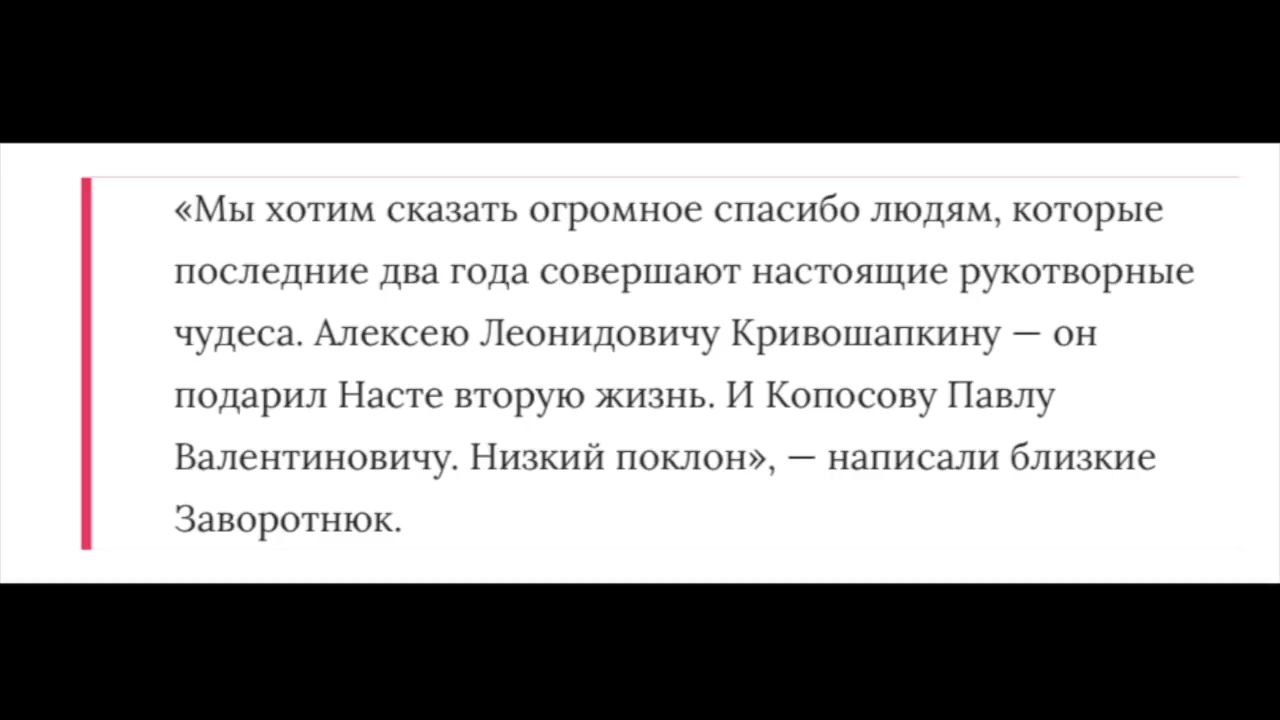 «Мы хотим сказать огромное спасибо людям, которые
последние два года совершают настоящие рукотворные
чудеса. Алексею Леонидовичу Кривошапкину — он
подарил Насте вторую жизнь. И Копосову Павлу
Валентиновичу. Низкий поклон», — написали близкие
Заворотнюк.